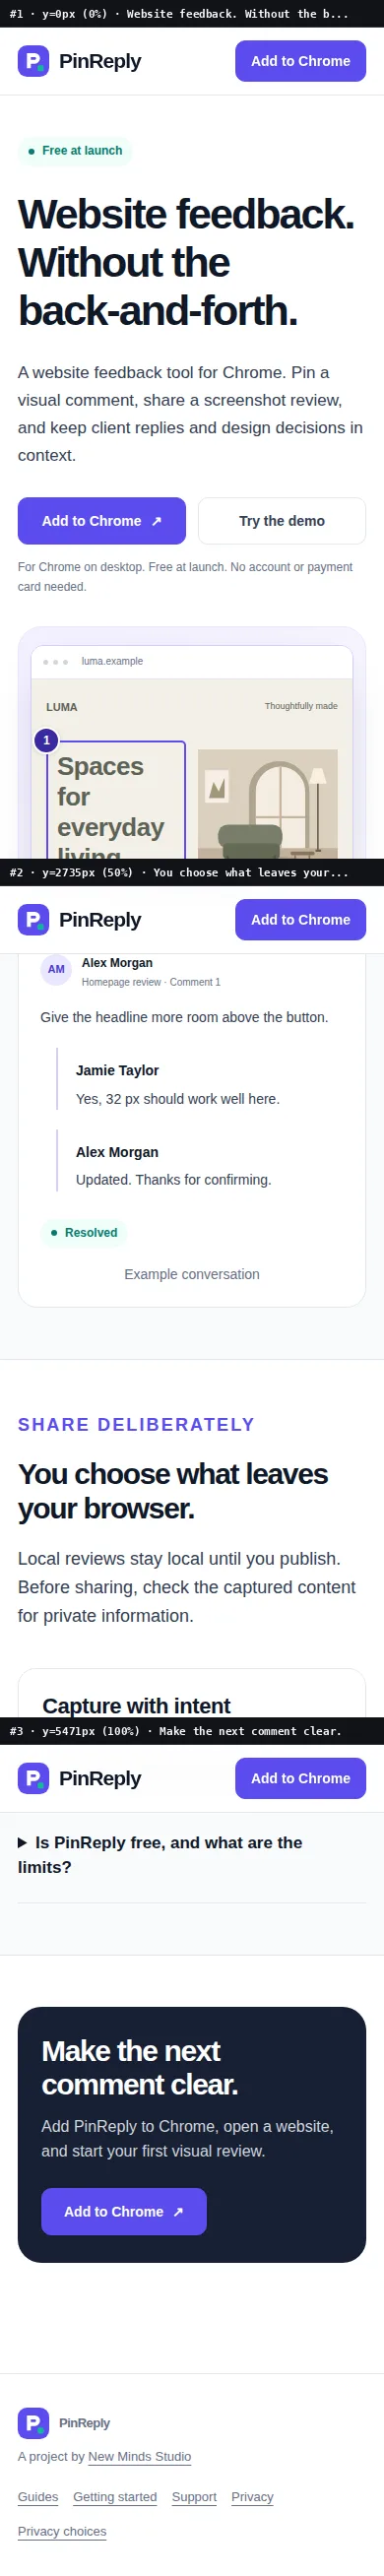 #1 · y=0px (0%) · Website feedback. Without the b...
PinReply
Add to Chrome
Free at launch
Website feedback.
Without the
back-and-forth.
A website feedback tool for Chrome. Pin a
visual comment, share a screenshot review,
and keep client replies and design decisions in
context.
Add to Chrome ↗
Try the demo
For Chrome on desktop. Free at launch. No account or payment
card needed.
luma.example
LUMA
Thoughtfully made
1
Spaces
for
everyday
living
#2 · y=2735px (50%) · You choose what leaves your...
PinReply
Add to Chrome
AM
Alex Morgan
Homepage review · Comment 1
Give the headline more room above the button.
Jamie Taylor
Yes, 32 px should work well here.
Alex Morgan
Updated. Thanks for confirming.
Resolved
Example conversation
SHARE DELIBERATELY
You choose what leaves
your browser.
Local reviews stay local until you publish.
Before sharing, check the captured content
for private information.
Capture with intent
#3 · y=5471px (100%) · Make the next comment clear.
PinReply
Add to Chrome
Is PinReply free, and what are the
limits?
Make the next
comment clear.
Add PinReply to Chrome, open a website,
and start your first visual review.
Add to Chrome ↗
PinReply
A project by New Minds Studio
Guides Getting started Support Privacy
Privacy choices